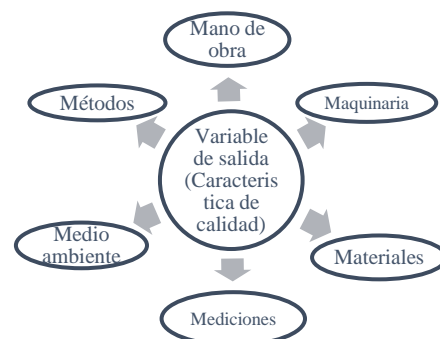 Mano de
obra
Métodos
Maquinaria
Variable
de salida
(Caracteris
tica de
calidad)
Medio
ambiente
Materiales
Mediciones